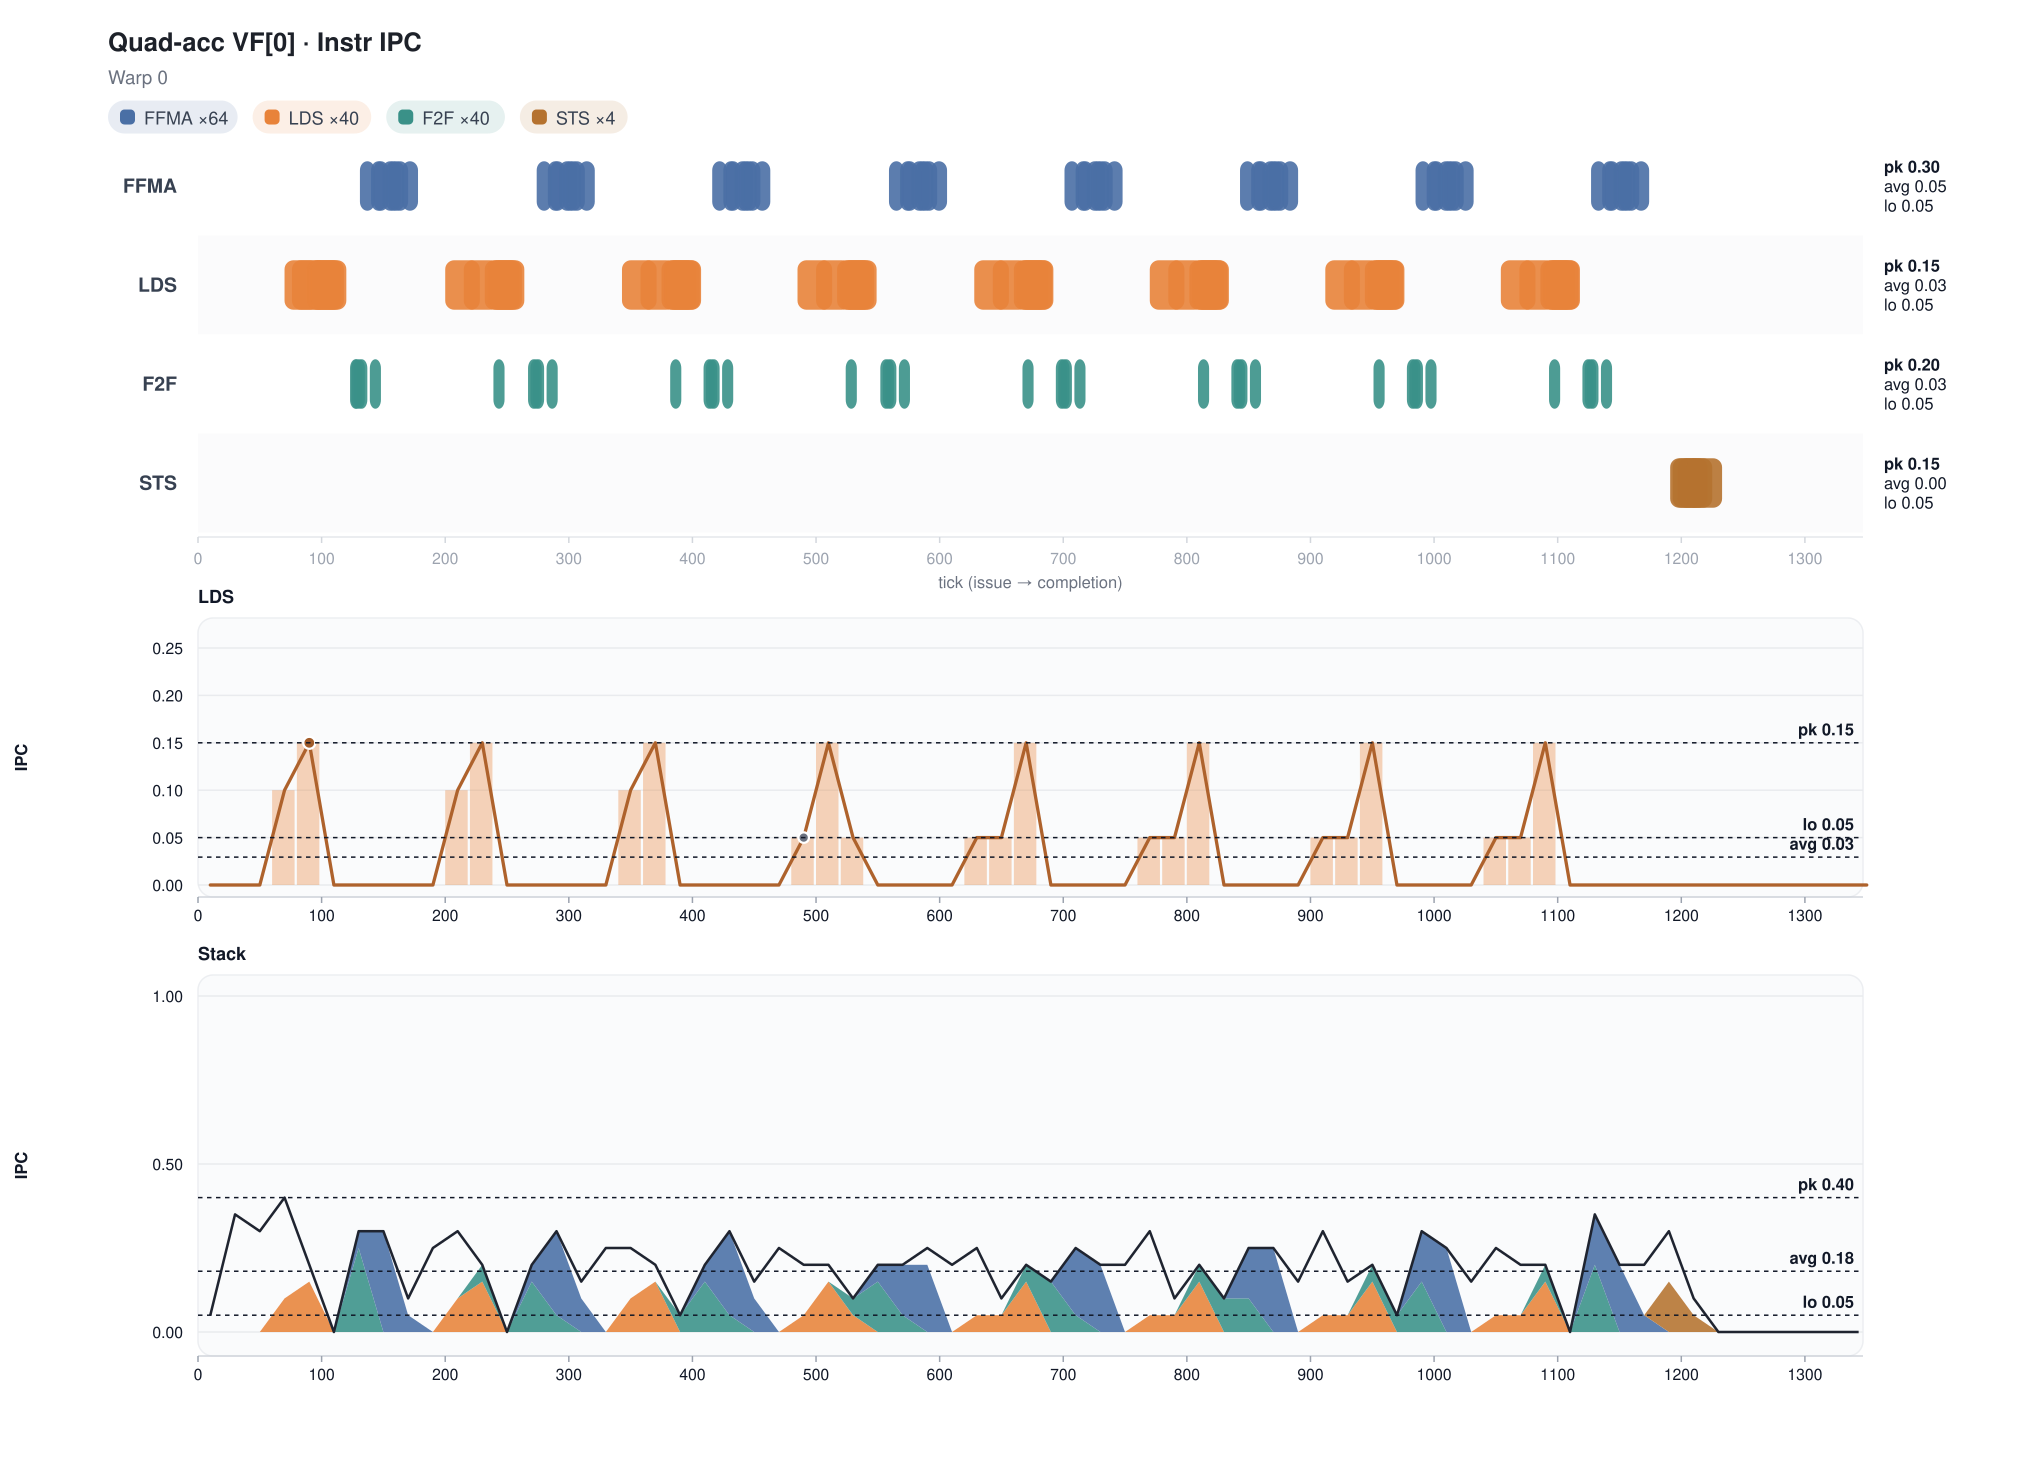 Quad-acc VF[0] · Instr IPC
Warp 0
FFMA ×64 LDS ×40 F2F ×40 STS ×4
FFMA
pk 0.30
avg 0.05
lo 0.05
LDS
pk 0.15
avg 0.03
lo 0.05
F2F
pk 0.20
avg 0.03
lo 0.05
STS
pk 0.15
avg 0.00
lo 0.05
0 100 200 300 400 500 600 700 800 900 1000 1100 1200 1300
tick (issue → completion)
LDS
IPC
0.25
0.20
0.15
0.10
0.05
0.00
pk 0.15
lo 0.05
avg 0.03
0 100 200 300 400 500 600 700 800 900 1000 1100 1200 1300
Stack
IPC
1.00
0.50
0.00
pk 0.40
avg 0.18
lo 0.05
0 100 200 300 400 500 600 700 800 900 1000 1100 1200 1300